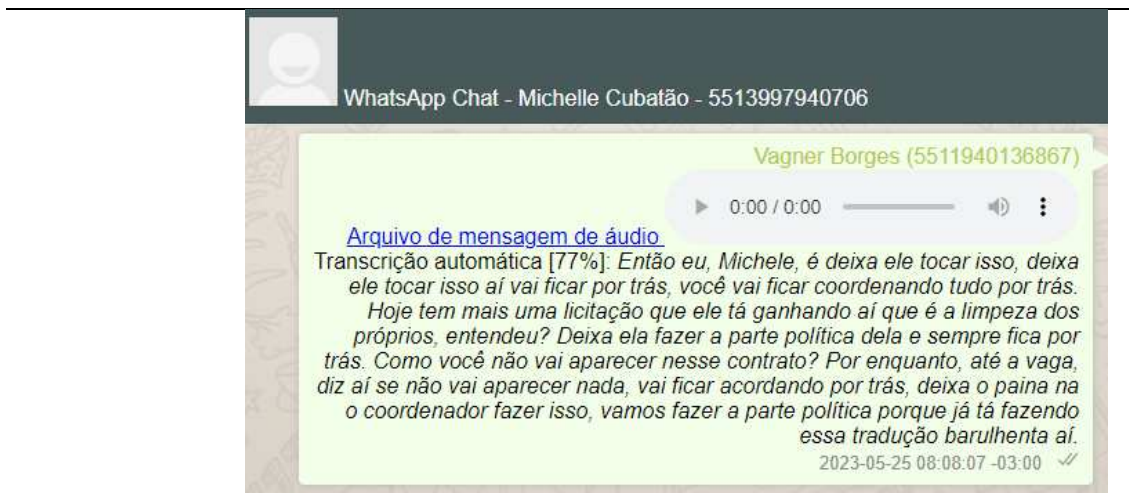 WhatsApp Chat - Michelle Cubatão - 5513997940706
Vagner Borges (5511940136867)
0:00 / 0:00
Arquivo de mensagem de áudio
Transcrição automática [77%]: Então eu, Michele, é deixa ele tocar isso, deixa
ele tocar isso aí vai ficar por trás, você vai ficar coordenando tudo por trás.
Hoje tem mais uma licitação que ele tá ganhando aí que é a limpeza dos
próprios, entendeu? Deixa ela fazer a parte política dela e sempre fica por
trás. Como você não vai aparecer nesse contrato? Por enquanto, até a vaga,
diz aí se não vai aparecer nada, vai ficar acordando por trás, deixa o paina na
o coordenador fazer isso, vamos fazer a parte política porque já tá fazendo
essa tradução barulhenta aí.
2023-05-25 08:08:07 -03:00